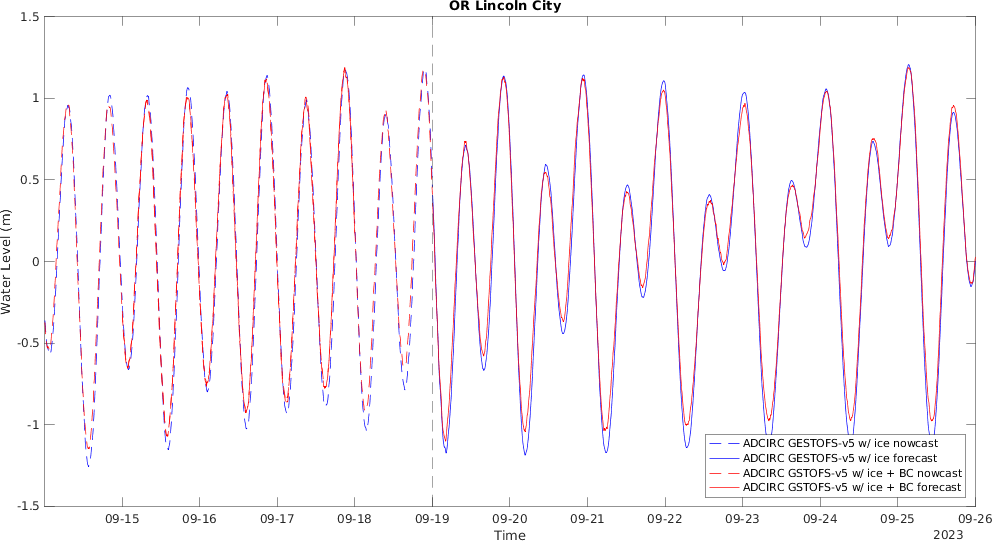 OR Lincoln City
1.5
1
0.5
0
-0.5
-1
-1.5
Water Level (m)
ADCIRC GESTOFS-v5 w/ ice nowcast
ADCIRC GESTOFS-v5 w/ ice forecast
ADCIRC GSTOFS-v5 w/ ice + BC nowcast
ADCIRC GSTOFS-v5 w/ ice + BC forecast
09-15 09-16 09-17 09-18 09-19 09-20 09-21 09-22 09-23 09-24 09-25 09-26
Time
2023